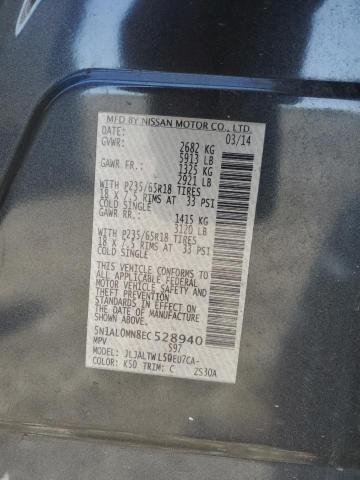 MFD BY NISSAN MOTOR CO., LTD.
DATE: 03/14
GVWR: 2682 KG
5913 LB
GAWR FR.: 1325 KG
2921 LB
WITH P235/65R18 TIRES
18 X 7.5 RIMS AT 33 PSI
COLD SINGLE
GAWR RR.: 1415 KG
3120 LB
WITH P235/65R18 TIRES
18 X 7.5 RIMS AT 33 PSI
COLD SINGLE
THIS VEHICLE CONFORMS TO
ALL APPLICABLE FEDERAL
MOTOR VEHICLE SAFETY AND
THEFT PREVENTION
STANDARDS IN EFFECT ON
THE DATE OF MANUFACTURE
SHOWN ABOVE.
5N1AL0MN8EC528940
MPV 597
MODEL: JLJALTWL50EU7CA-
COLOR: KSD TRIM: C ZS30A